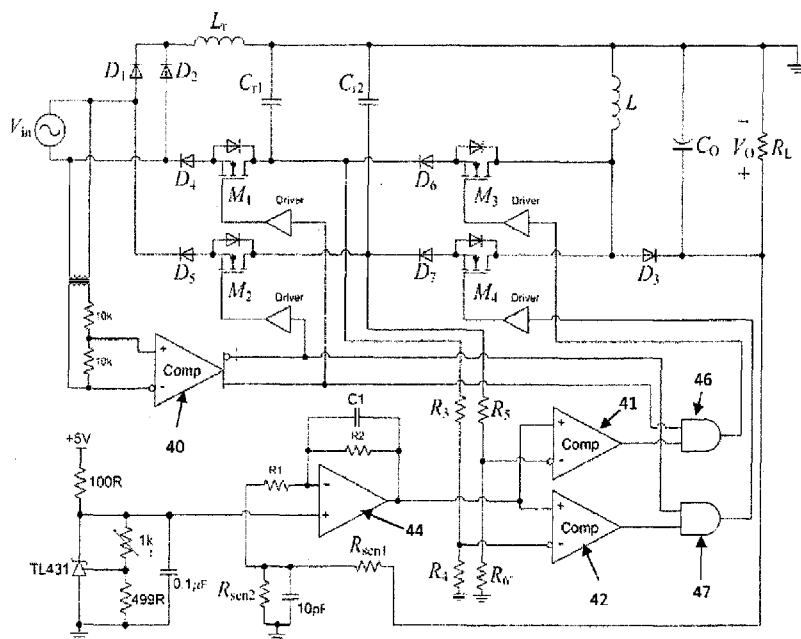 Lr
D1
D2
Cr1
Cr2
L
Vin
CO
−
VO
+
RL
D4
M1
D6
M3
Driver
Driver
D5
M2
D7
M4
D3
Driver
Driver
10k
10k
+
-
Comp
40
R3
R5
41
46
+
Comp
-
C1
R2
R1
-
+
44
+5V
100R
+
Comp
-
42
47
1k
TL431
499R
0.1µF
Rsen1
Rsen2
10pF
R4
R6